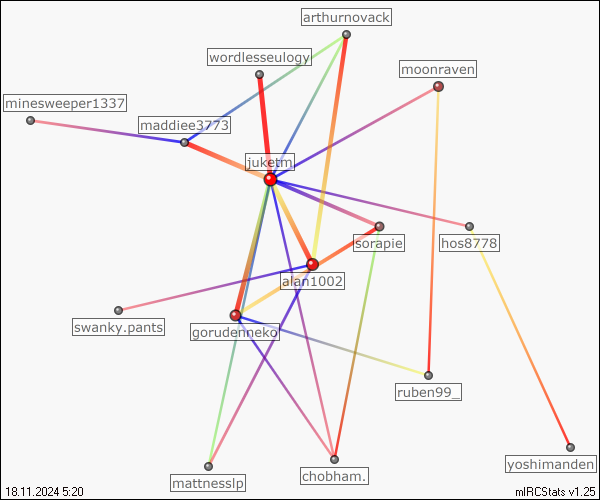 arthurnovack
wordlesseulogy
moonraven
minesweeper1337
maddiee3773
juketm
sorapie
hos8778
alan1002
swanky.pants
gorudenneko
ruben99_
yoshimanden
mattnesslp
chobham.
18.11.2024 5:20
mIRCStats v1.25